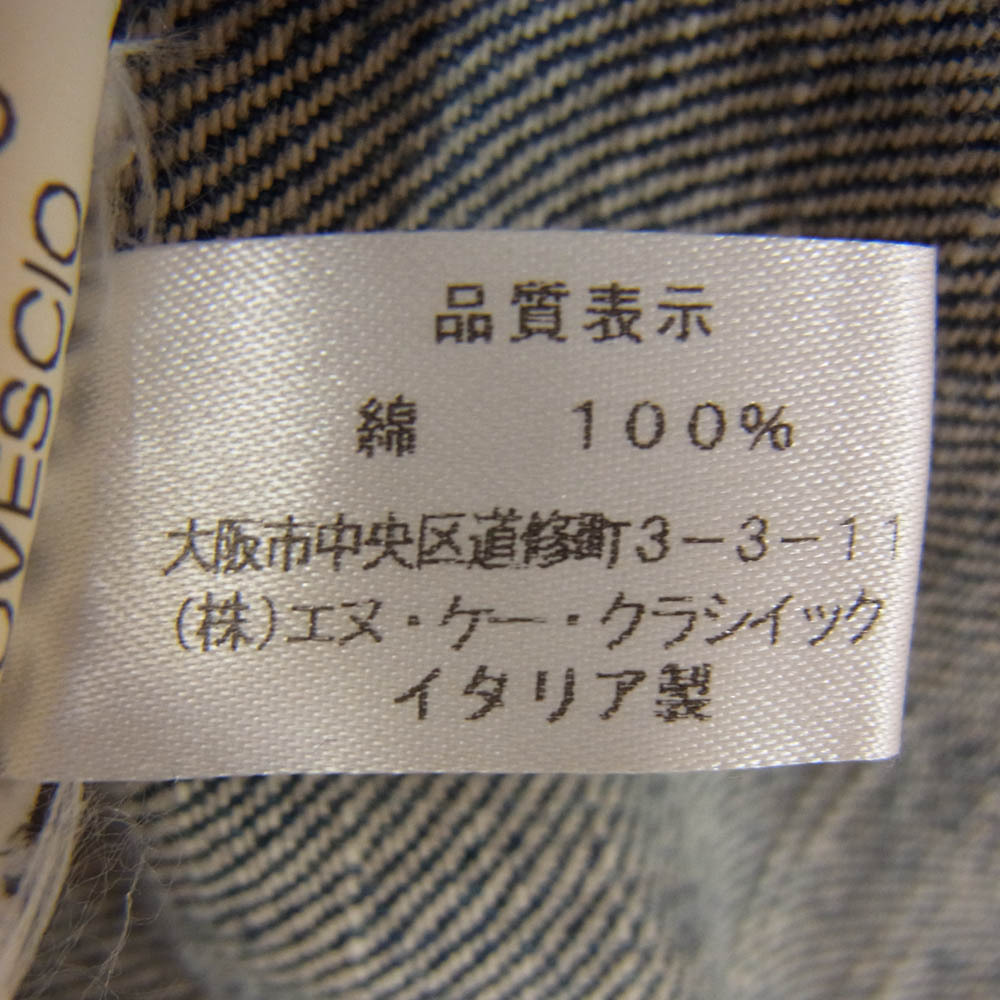 品質表示
綿 100%
大阪市中央区道修町3-3-11
(株)エヌ・ケー・クラシイック
イタリア製